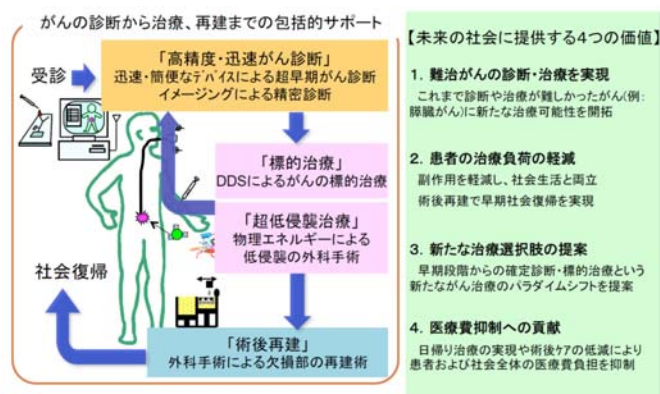 がんの診断から治療、再建までの包括的サポート
受診
「高精度・迅速がん診断」
迅速・簡便なデバイスによる超早期がん診断
イメージングによる精密診断
「標的治療」
DDSによるがんの標的治療
「超低侵襲治療」
物理エネルギーによる
低侵襲の外科手術
社会復帰
「術後再建」
外科手術による欠損部の再建術
【未来の社会に提供する4つの価値】
1. 難治がんの診断・治療を実現
これまで診断や治療が難しかったがん(例:
膵臓がん)に新たな治療可能性を開拓
2. 患者の治療負荷の軽減
副作用を軽減し、社会生活と両立
術後再建で早期社会復帰を実現
3. 新たな治療選択肢の提案
早期段階からの確定診断・標的治療という
新たながん治療のパラダイムシフトを提案
4. 医療費抑制への貢献
日帰り治療の実現や術後ケアの低減により
患者および社会全体の医療費負担を抑制